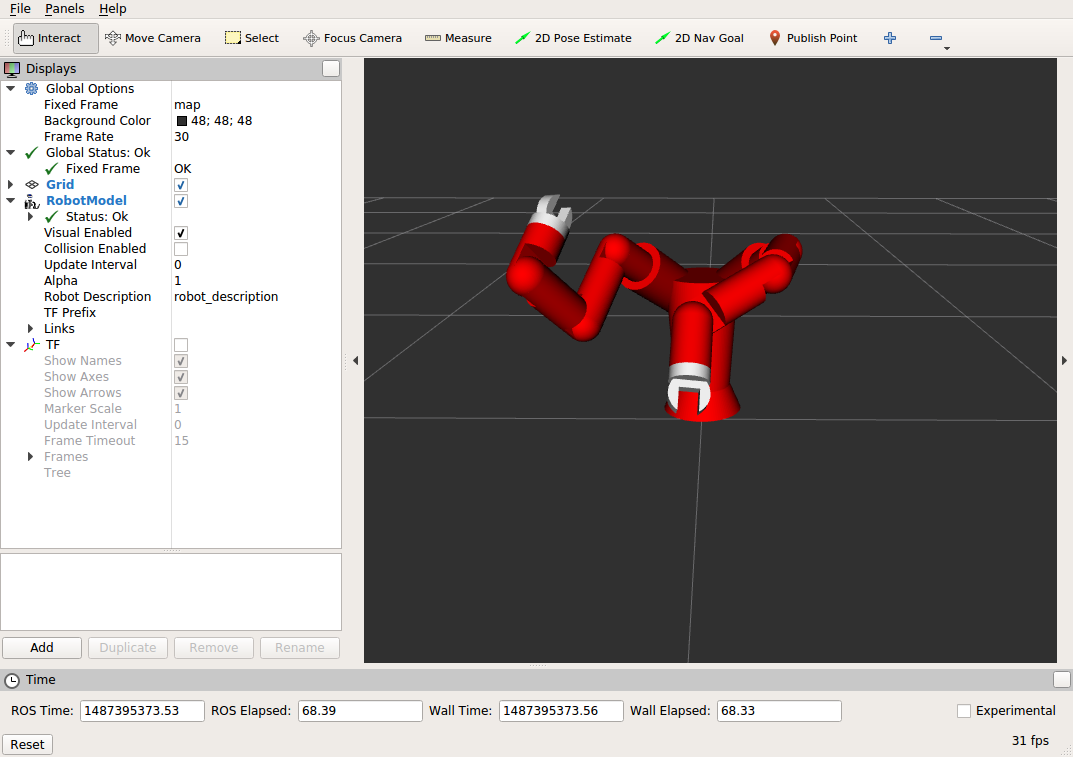 File Panels Help
Interact Move Camera Select Focus Camera Measure 2D Pose Estimate 2D Nav Goal Publish Point
Displays
Global Options
Fixed Frame map
Background Color 48; 48; 48
Frame Rate 30
Global Status: Ok
Fixed Frame OK
Grid
RobotModel
Status: Ok
Visual Enabled
Collision Enabled
Update Interval 0
Alpha 1
Robot Description robot_description
TF Prefix
Links
TF
Show Names
Show Axes
Show Arrows
Marker Scale 1
Update Interval 0
Frame Timeout 15
Frames
Tree
Add Duplicate Remove Rename
Time
ROS Time: 1487395373.53 ROS Elapsed: 68.39 Wall Time: 1487395373.56 Wall Elapsed: 68.33 Experimental
Reset 31 fps